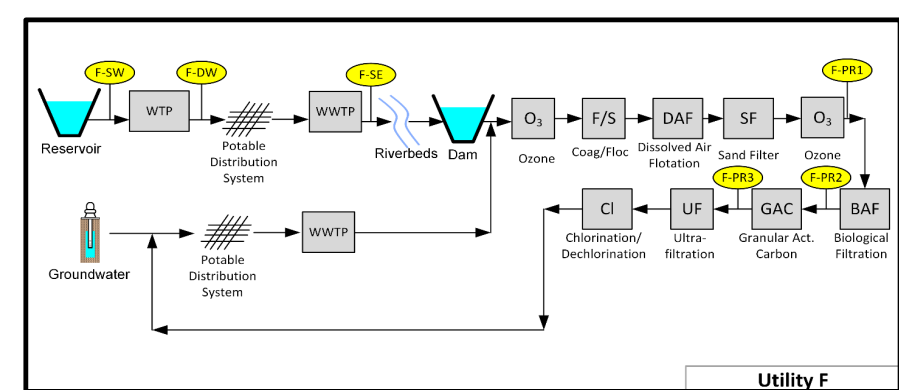 F-SW
F-DW
F-SE
F-PR1
WTP
WWTP
O3
F/S
DAF
SF
O3
Reservoir
Potable
Distribution
System
Riverbeds
Dam
Ozone
Coag/Floc
Dissolved Air
Flotation
Sand Filter
Ozone
F-PR3
F-PR2
Cl
UF
GAC
BAF
Chlorination/
Dechlorination
Ultra-
filtration
Granular Act.
Carbon
Biological
Filtration
WWTP
Groundwater
Potable
Distribution
System
Utility F